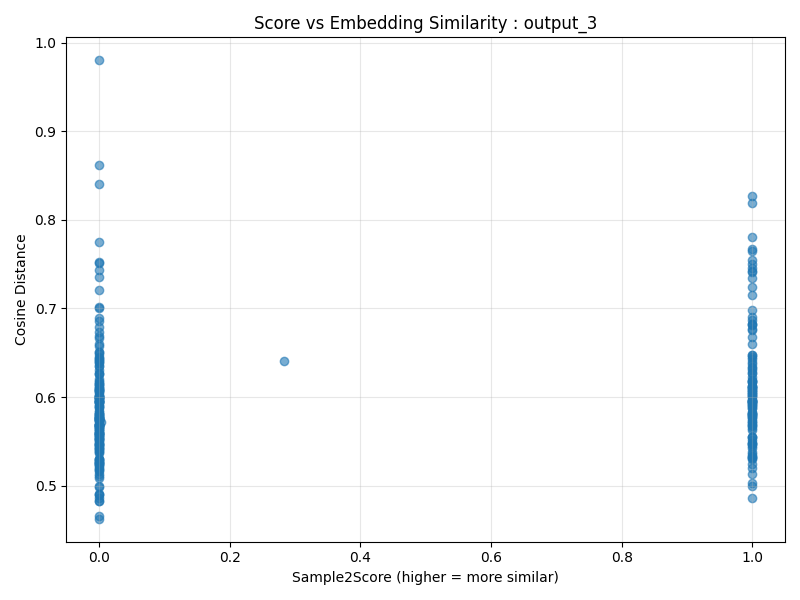 Score vs Embedding Similarity : output_3
1.0
0.9
0.8
0.7
0.6
0.5
Cosine Distance
0.0 0.2 0.4 0.6 0.8 1.0
Sample2Score (higher = more similar)